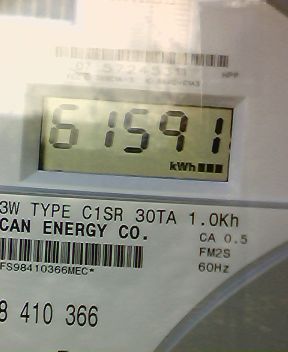 61591
kWh
3W TYPE C1SR 30TA 1.0Kh
CAN ENERGY CO.
CA 0.5
FM2S
FS98410366MEC*
60Hz
8 410 366